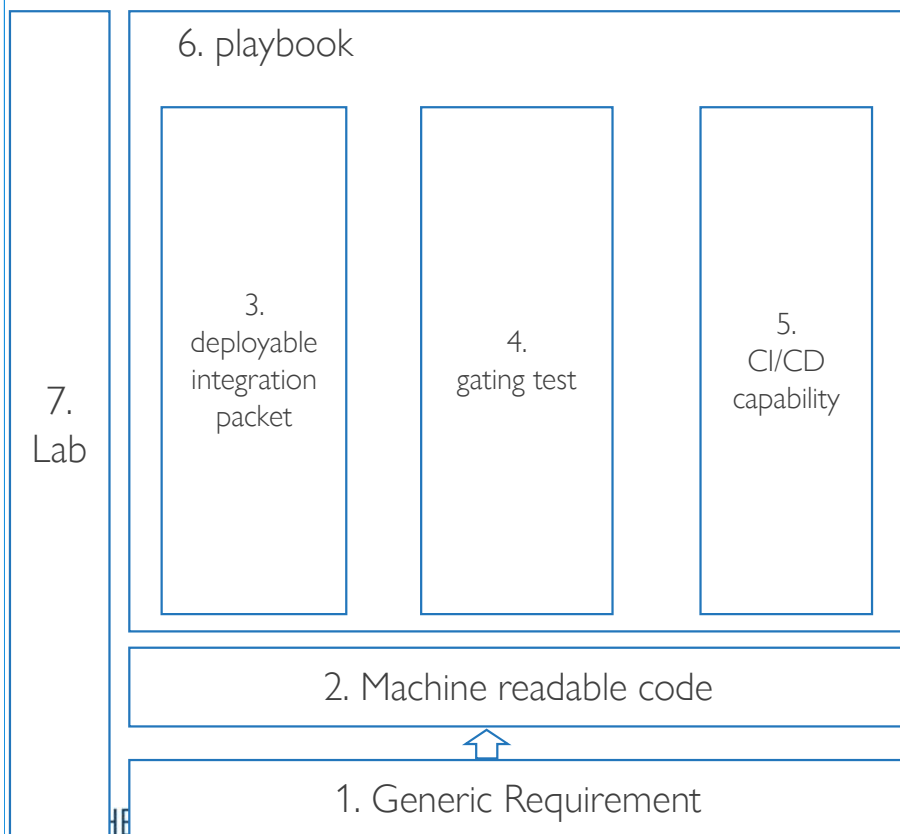 6. playbook
3.
deployable
integration
packet
4.
gating test
5.
CI/CD
capability
7.
Lab
2. Machine readable code
1. Generic Requirement